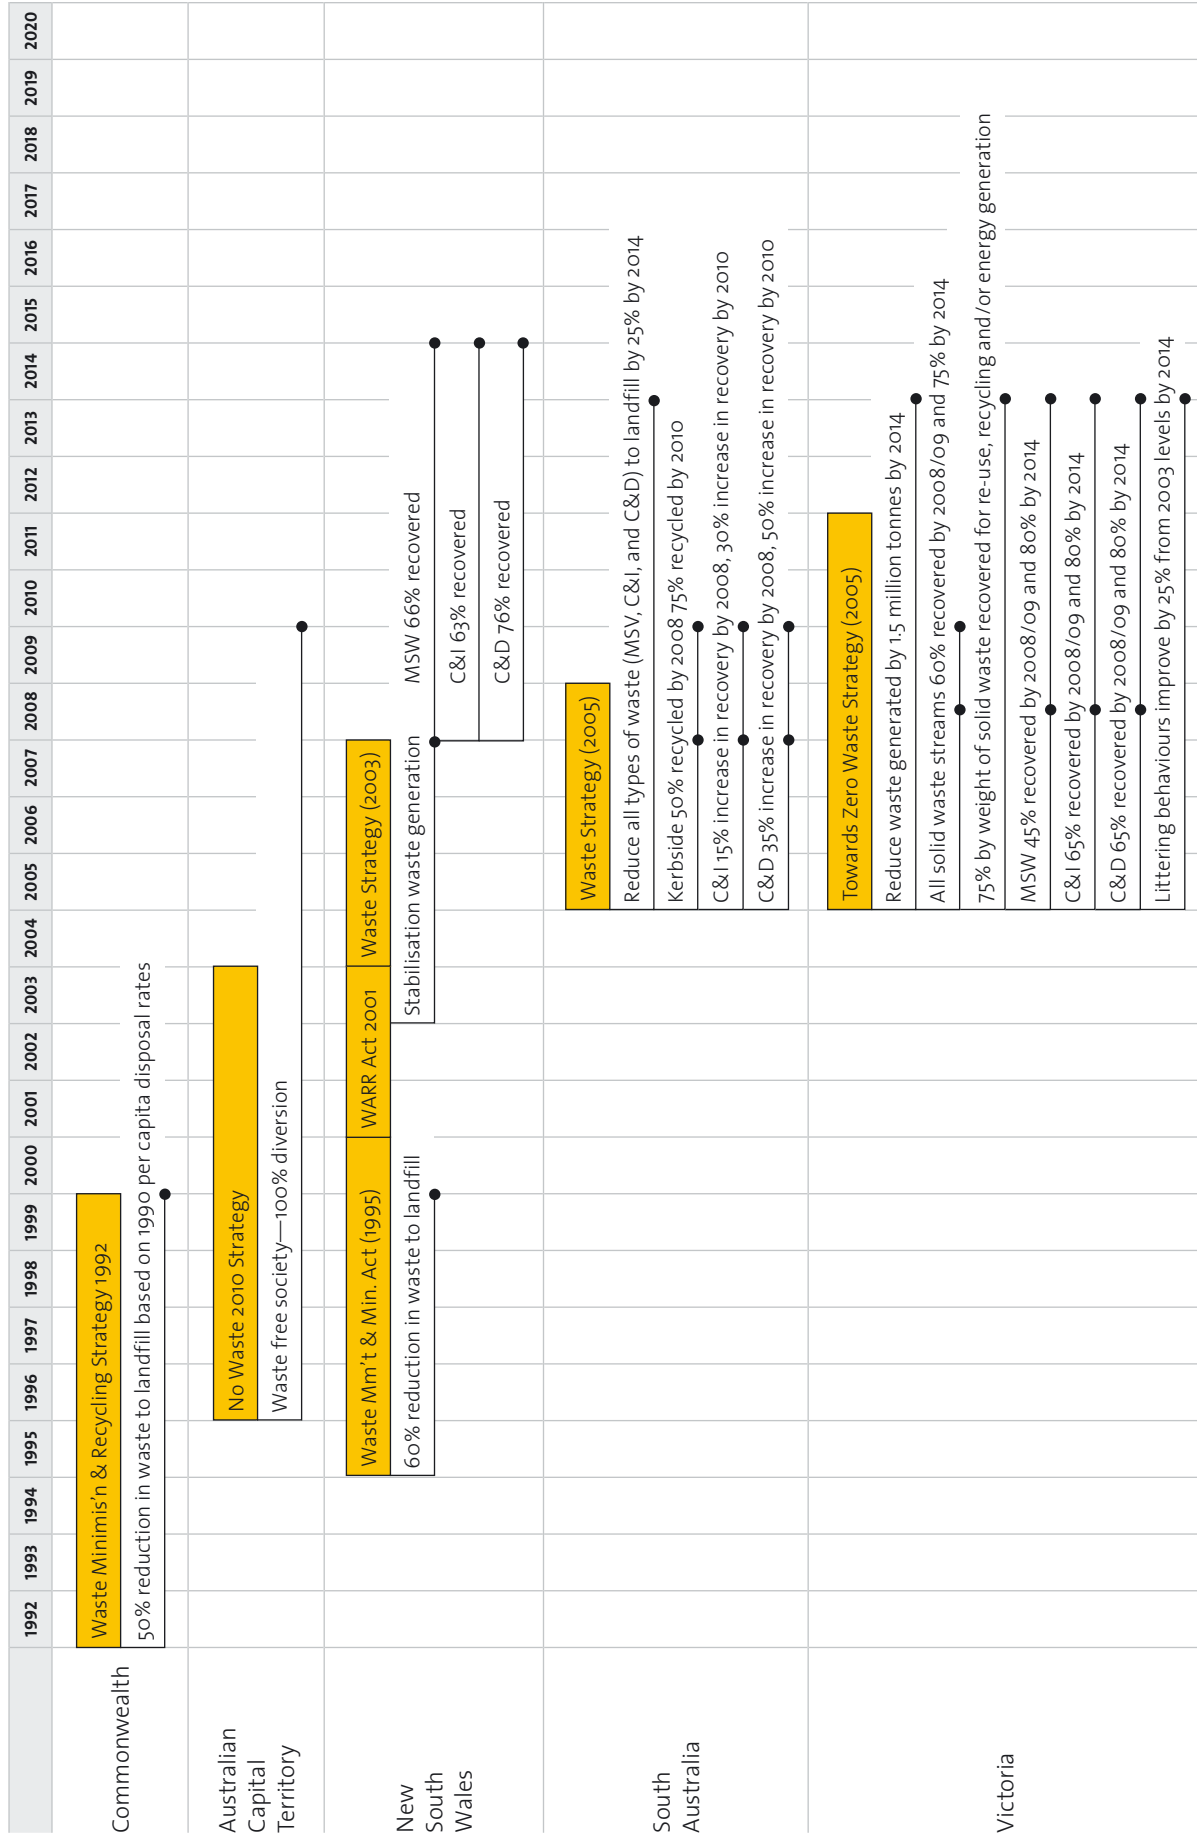 1992 1993 1994 1995 1996 1997 1998 1999 2000 2001 2002 2003 2004 2005 2006 2007 2008 2009 2010 2011 2012 2013 2014 2015 2016 2017 2018 2019 2020
Commonwealth
Waste Minimis'n & Recycling Strategy 1992
50% reduction in waste to landfill based on 1990 per capita disposal rates
Australian
Capital
Territory
No Waste 2010 Strategy
Waste free society—100% diversion
New
South
Wales
Waste Mm't & Min. Act (1995) WARR Act 2001 Waste Strategy (2003)
60% reduction in waste to landfill
Stabilisation waste generation
MSW 66% recovered
C&I 63% recovered
C&D 76% recovered
South
Australia
Waste Strategy (2005)
Reduce all types of waste (MSV, C&I, and C&D) to landfill by 25% by 2014
Kerbside 50% recycled by 2008 75% recycled by 2010
C&I 15% increase in recovery by 2008, 30% increase in recovery by 2010
C&D 35% increase in recovery by 2008, 50% increase in recovery by 2010
Victoria
Towards Zero Waste Strategy (2005)
Reduce waste generated by 1.5 million tonnes by 2014
All solid waste streams 60% recovered by 2008/09 and 75% by 2014
75% by weight of solid waste recovered for re-use, recycling and/or energy generation
MSW 45% recovered by 2008/09 and 80% by 2014
C&I 65% recovered by 2008/09 and 80% by 2014
C&D 65% recovered by 2008/09 and 80% by 2014
Littering behaviours improve by 25% from 2003 levels by 2014